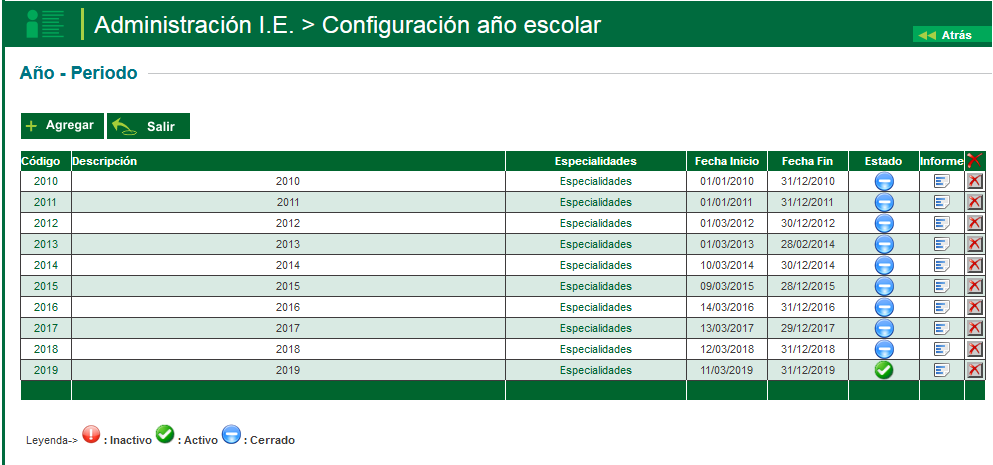 Administración I.E. > Configuración año escolar
Atrás
Año - Periodo
Agregar Salir
Código Descripción Especialidades Fecha Inicio Fecha Fin Estado Informe
2010 2010 Especialidades 01/01/2010 31/12/2010
2011 2011 Especialidades 01/01/2011 31/12/2011
2012 2012 Especialidades 01/03/2012 30/12/2012
2013 2013 Especialidades 01/03/2013 28/02/2014
2014 2014 Especialidades 10/03/2014 30/12/2014
2015 2015 Especialidades 09/03/2015 28/12/2015
2016 2016 Especialidades 14/03/2016 31/12/2016
2017 2017 Especialidades 13/03/2017 29/12/2017
2018 2018 Especialidades 12/03/2018 31/12/2018
2019 2019 Especialidades 11/03/2019 31/12/2019
Leyenda-> : Inactivo : Activo : Cerrado